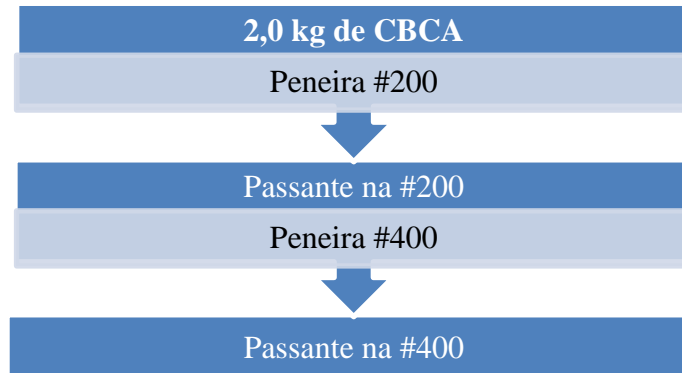 2,0 kg de CBCA
Peneira #200
Passante na #200
Peneira #400
Passante na #400